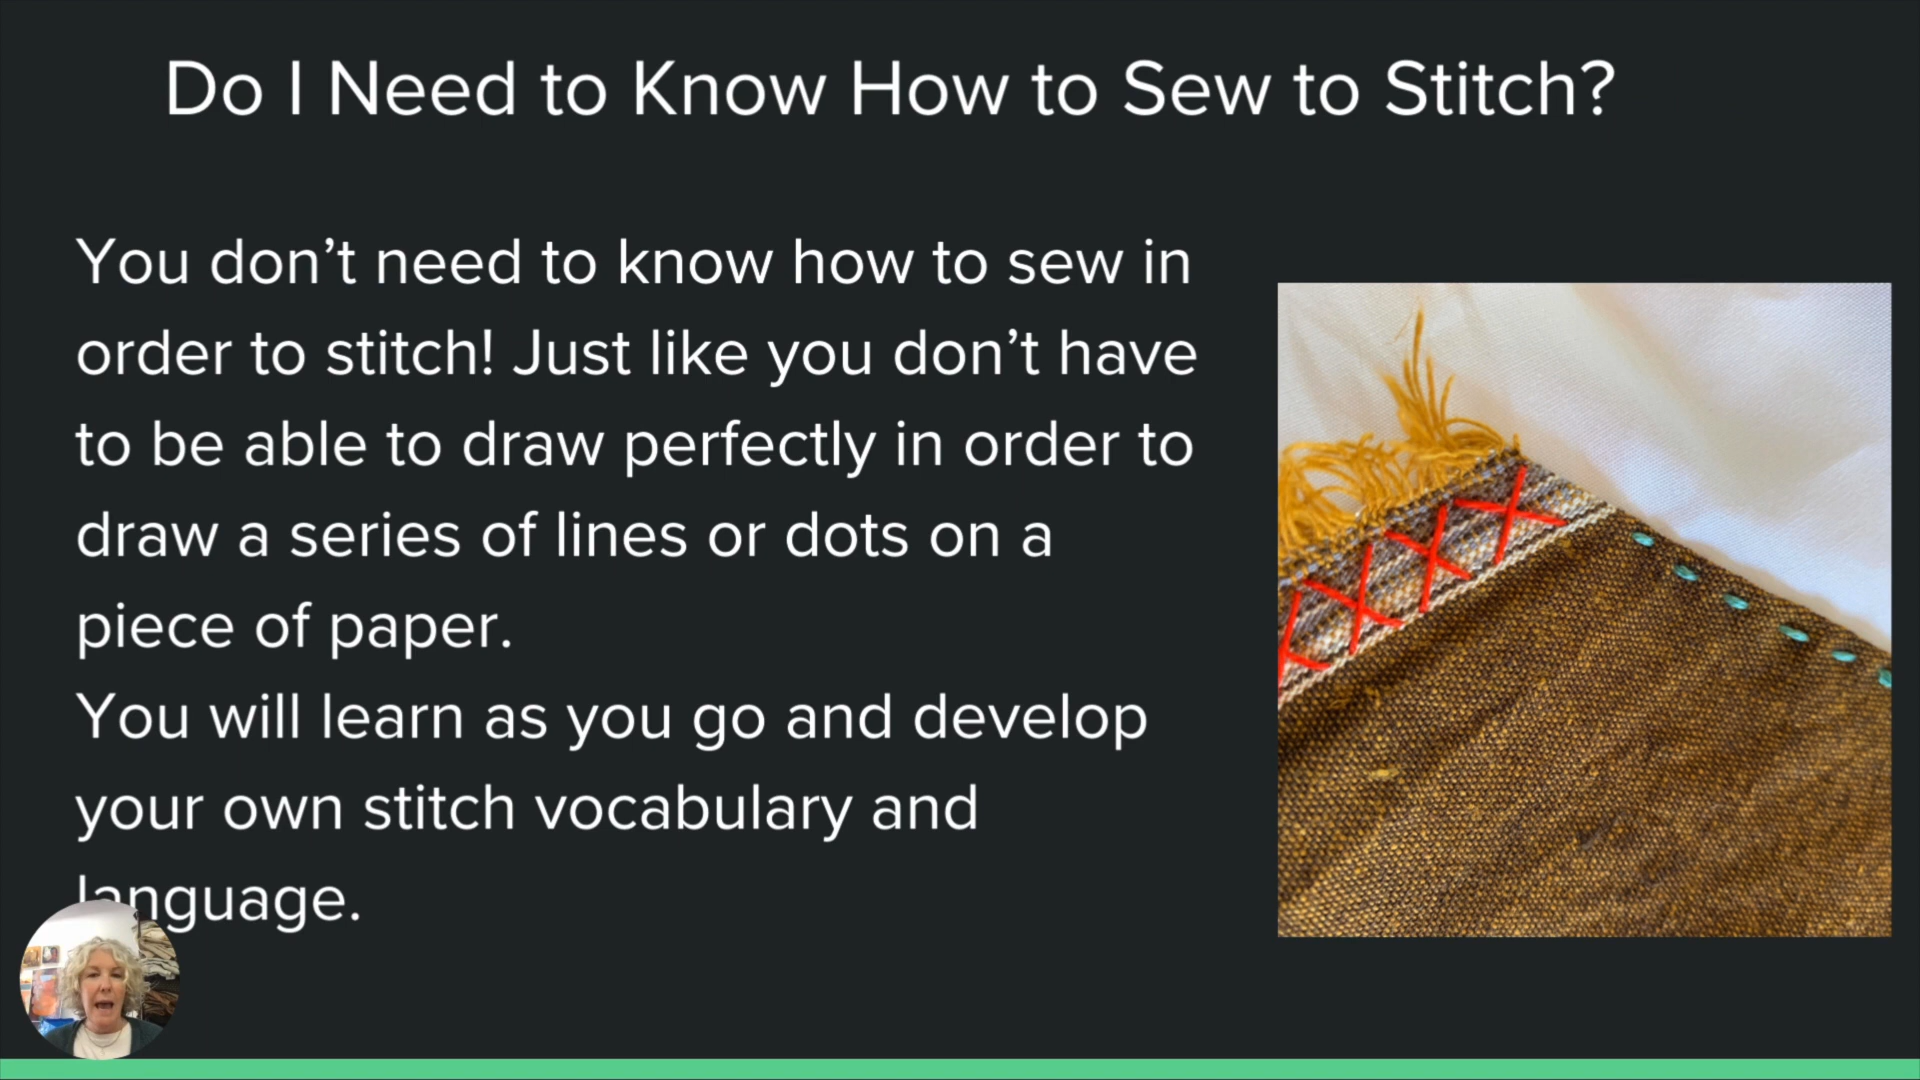 Do I Need to Know How to Sew to Stitch?
You don’t need to know how to sew in
order to stitch! Just like you don’t have
to be able to draw perfectly in order to
draw a series of lines or dots on a
piece of paper.
You will learn as you go and develop
your own stitch vocabulary and
language.